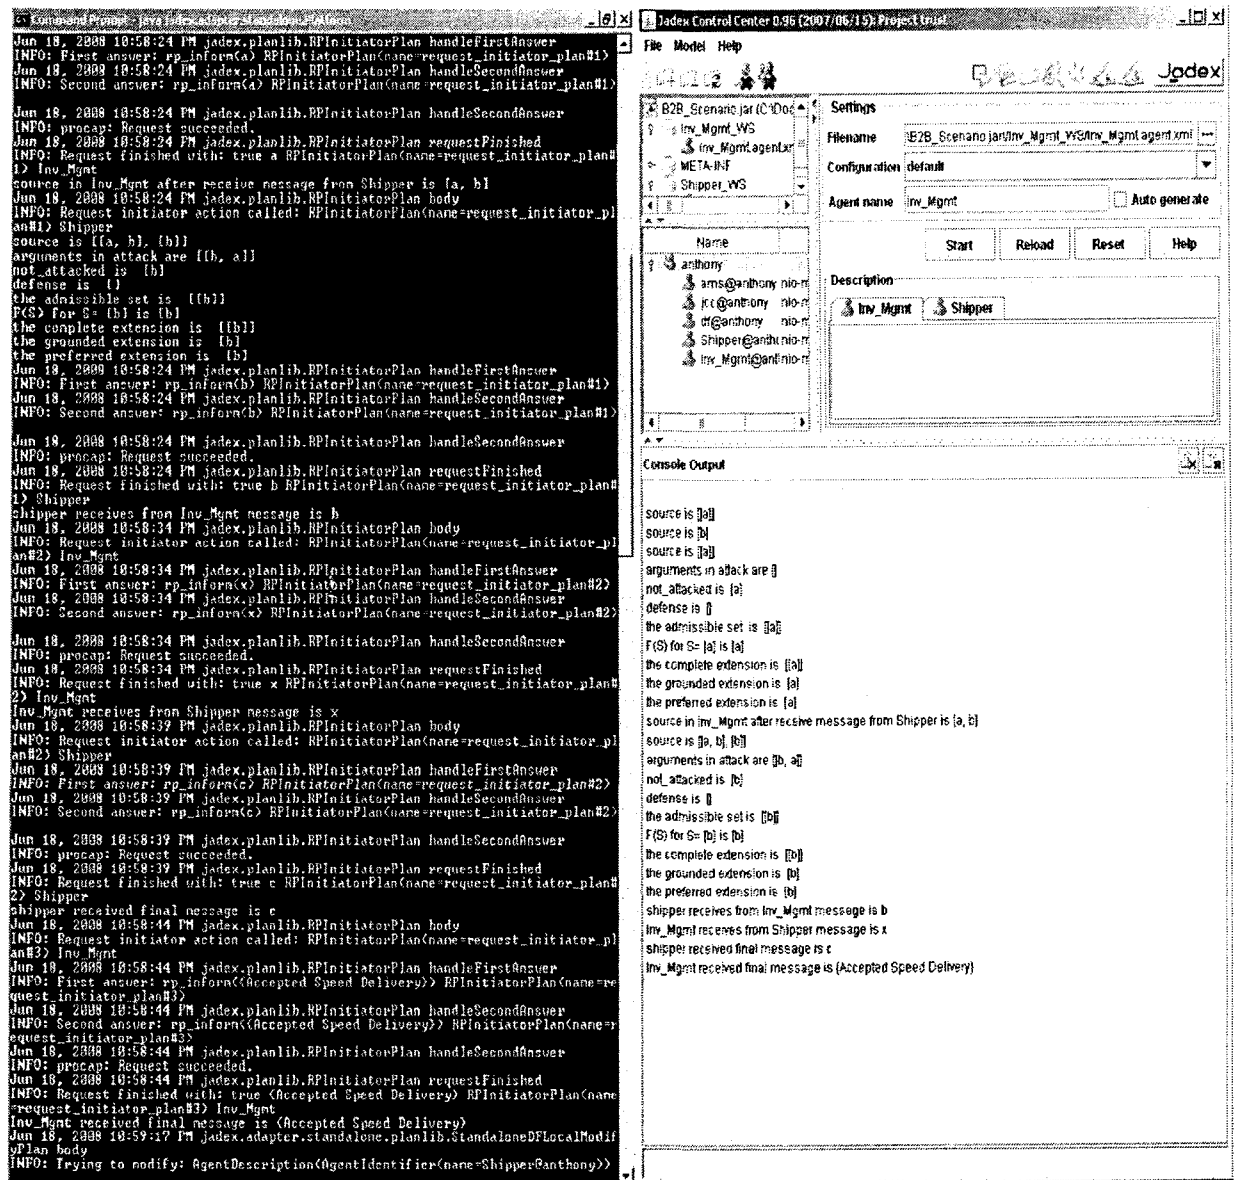 Command Prompt - java jadex.adapter.standalone.Platform
Jun 18, 2008 10:58:24 PM jadex.planlib.RPInitiatorPlan handleFirstAnswer
INFO: First answer: rp_inform(a) RPInitiatorPlan(name=request_initiator_plan#1)
Jun 18, 2008 10:58:24 PM jadex.planlib.RPInitiatorPlan handleSecondAnswer
INFO: Second answer: rp_inform(a) RPInitiatorPlan(name=request_initiator_plan#1)
Jun 18, 2008 10:58:24 PM jadex.planlib.RPInitiatorPlan handleSecondAnswer
INFO: procap: Request succeeded.
Jun 18, 2008 10:58:24 PM jadex.planlib.RPInitiatorPlan requestFinished
INFO: Request finished with: true a RPInitiatorPlan(name=request_initiator_plan#
1) Inv_Mgmt
source in Inv_Mgmt after receive message from Shipper is [a, b]
Jun 18, 2008 10:58:24 PM jadex.planlib.RPInitiatorPlan body
INFO: Request initiator action called: RPInitiatorPlan(name=request_initiator_pl
an#1) Shipper
source is [[a, b], [b]]
arguments in attack are [[b, a]]
not_attacked is [b]
defense is []
the admissible set is [[b]]
F(S) for S= [b] is [b]
the complete extension is [[b]]
the grounded extension is [b]
the preferred extension is [b]
Jun 18, 2008 10:58:24 PM jadex.planlib.RPInitiatorPlan handleFirstAnswer
INFO: First answer: rp_inform(b) RPInitiatorPlan(name=request_initiator_plan#1)
Jun 18, 2008 10:58:24 PM jadex.planlib.RPInitiatorPlan handleSecondAnswer
INFO: Second answer: rp_inform(b) RPInitiatorPlan(name=request_initiator_plan#1)
Jun 18, 2008 10:58:24 PM jadex.planlib.RPInitiatorPlan handleSecondAnswer
INFO: procap: Request succeeded.
Jun 18, 2008 10:58:24 PM jadex.planlib.RPInitiatorPlan requestFinished
INFO: Request finished with: true b RPInitiatorPlan(name=request_initiator_plan#
1) Shipper
shipper receives from Inv_Mgmt message is b
Jun 18, 2008 10:58:34 PM jadex.planlib.RPInitiatorPlan body
INFO: Request initiator action called: RPInitiatorPlan(name=request_initiator_pl
an#2) Inv_Mgmt
Jun 18, 2008 10:58:34 PM jadex.planlib.RPInitiatorPlan handleFirstAnswer
INFO: First answer: rp_inform(x) RPInitiatorPlan(name=request_initiator_plan#2)
Jun 18, 2008 10:58:34 PM jadex.planlib.RPInitiatorPlan handleSecondAnswer
INFO: Second answer: rp_inform(x) RPInitiatorPlan(name=request_initiator_plan#2)
Jun 18, 2008 10:58:34 PM jadex.planlib.RPInitiatorPlan handleSecondAnswer
INFO: procap: Request succeeded.
Jun 18, 2008 10:58:34 PM jadex.planlib.RPInitiatorPlan requestFinished
INFO: Request finished with: true x RPInitiatorPlan(name=request_initiator_plan#
2) Inv_Mgmt
Inv_Mgmt receives from Shipper message is x
Jun 18, 2008 10:58:39 PM jadex.planlib.RPInitiatorPlan body
INFO: Request initiator action called: RPInitiatorPlan(name=request_initiator_pl
an#2) Shipper
Jun 18, 2008 10:58:39 PM jadex.planlib.RPInitiatorPlan handleFirstAnswer
INFO: First answer: rp_inform(c) RPInitiatorPlan(name=request_initiator_plan#2)
Jun 18, 2008 10:58:39 PM jadex.planlib.RPInitiatorPlan handleSecondAnswer
INFO: Second answer: rp_inform(c) RPInitiatorPlan(name=request_initiator_plan#2)
Jun 18, 2008 10:58:39 PM jadex.planlib.RPInitiatorPlan handleSecondAnswer
INFO: procap: Request succeeded.
Jun 18, 2008 10:58:39 PM jadex.planlib.RPInitiatorPlan requestFinished
INFO: Request finished with: true c RPInitiatorPlan(name=request_initiator_plan#
2) Shipper
shipper received final message is c
Jun 18, 2008 10:58:44 PM jadex.planlib.RPInitiatorPlan body
INFO: Request initiator action called: RPInitiatorPlan(name=request_initiator_pl
an#3) Inv_Mgmt
Jun 18, 2008 10:58:44 PM jadex.planlib.RPInitiatorPlan handleFirstAnswer
INFO: First answer: rp_inform((Accepted Speed Delivery)) RPInitiatorPlan(name=re
quest_initiator_plan#3)
Jun 18, 2008 10:58:44 PM jadex.planlib.RPInitiatorPlan handleSecondAnswer
INFO: Second answer: rp_inform((Accepted Speed Delivery)) RPInitiatorPlan(name=r
equest_initiator_plan#3)
Jun 18, 2008 10:58:44 PM jadex.planlib.RPInitiatorPlan handleSecondAnswer
INFO: procap: Request succeeded.
Jun 18, 2008 10:58:44 PM jadex.planlib.RPInitiatorPlan requestFinished
INFO: Request finished with: true (Accepted Speed Delivery) RPInitiatorPlan(name
=request_initiator_plan#3) Inv_Mgmt
Inv_Mgmt received final message is (Accepted Speed Delivery)
Jun 18, 2008 10:59:17 PM jadex.adapter.standalone.planlib.StandaloneDFLocalModif
yPlan body
INFO: Trying to modify: AgentDescription(AgentIdentifier(name=Shipper@anthony))
Jadex Control Center 0.96 (2007/06/15): Project trust
File Model Help
Jadex
B2B_Scenario.jar (C:\Doc
Inv_Mgmt_WS
Inv_Mgmt.agent.xm
META-INF
Shipper_WS
Settings
Filename \B2B_Scenario.jar\Inv_Mgmt_WS\Inv_Mgmt.agent.xml ...
Configuration default
Agent name Inv_Mgmt Auto generate
Start Reload Reset Help
Name
anthony
ams@anthony nio-m
jcc@anthony nio-m
df@anthony nio-m
Shipper@anth nio-m
Inv_Mgmt@ant nio-m
Description
Inv_Mgmt Shipper
Console Output
source is [[a]]
source is [b]
source is [[a]]
arguments in attack are []
not_attacked is [a]
defense is []
the admissible set is [[a]]
F(S) for S= [a] is [a]
the complete extension is [[a]]
the grounded extension is [a]
the preferred extension is [a]
source in Inv_Mgmt after receive message from Shipper is [a, b]
source is [[a, b], [b]]
arguments in attack are [[b, a]]
not_attacked is [b]
defense is []
the admissible set is [[b]]
F(S) for S= [b] is [b]
the complete extension is [[b]]
the grounded extension is [b]
the preferred extension is [b]
shipper receives from Inv_Mgmt message is b
Inv_Mgmt receives from Shipper message is x
shipper received final message is c
Inv_Mgmt received final message is (Accepted Speed Delivery)